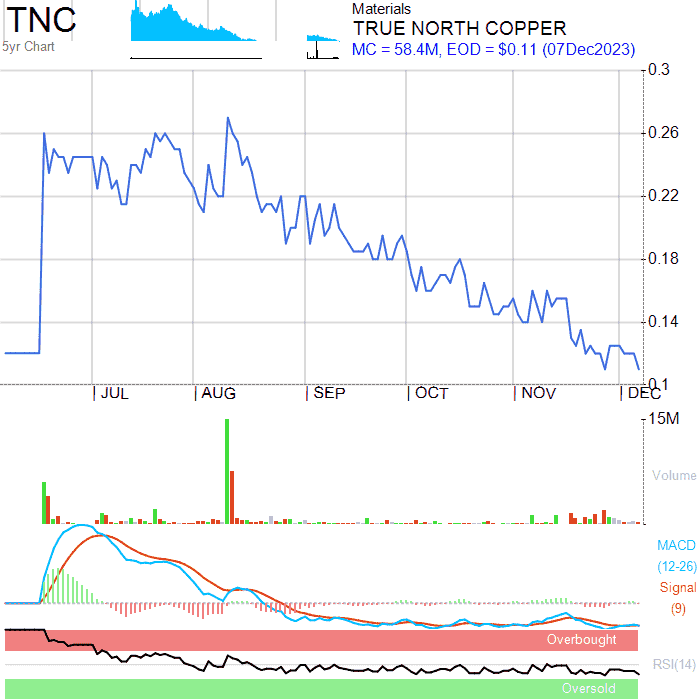 TNC
5yr Chart
Materials
TRUE NORTH COPPER
MC = 58.4M, EOD = $0.11 (07Dec2023)
0.3
0.26
0.22
0.18
0.14
0.1
JUL AUG SEP OCT NOV DEC
15M
Volume
MACD
(12-26)
Signal
(9)
Overbought
RSI(14)
Oversold